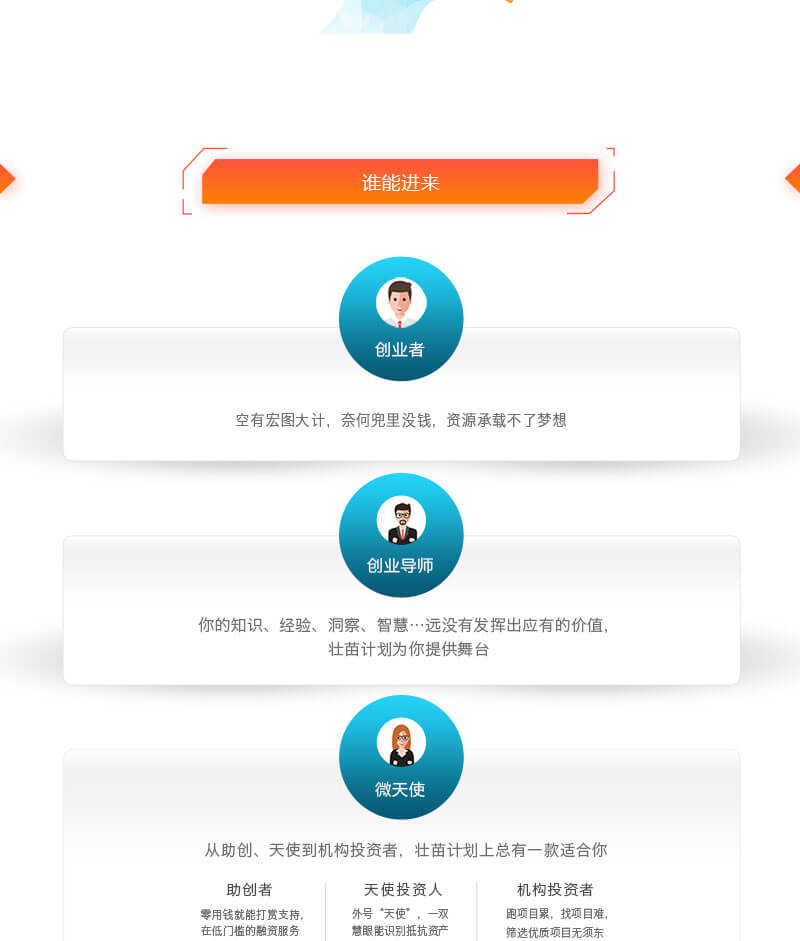 谁能进来
创业者
空有宏图大计，奈何兜里没钱，资源承载不了梦想
创业导师
你的知识、经验、洞察、智慧…远没有发挥出应有的价值，
壮苗计划为你提供舞台
微天使
从助创、天使到机构投资者，壮苗计划上总有一款适合你
助创者
零用钱就能打赏支持，
在低门槛的融资服务
天使投资人
外号“天使”，一双
慧眼能识别抵抗资产
机构投资者
跑项目累，找项目难，
筛选优质项目无须东